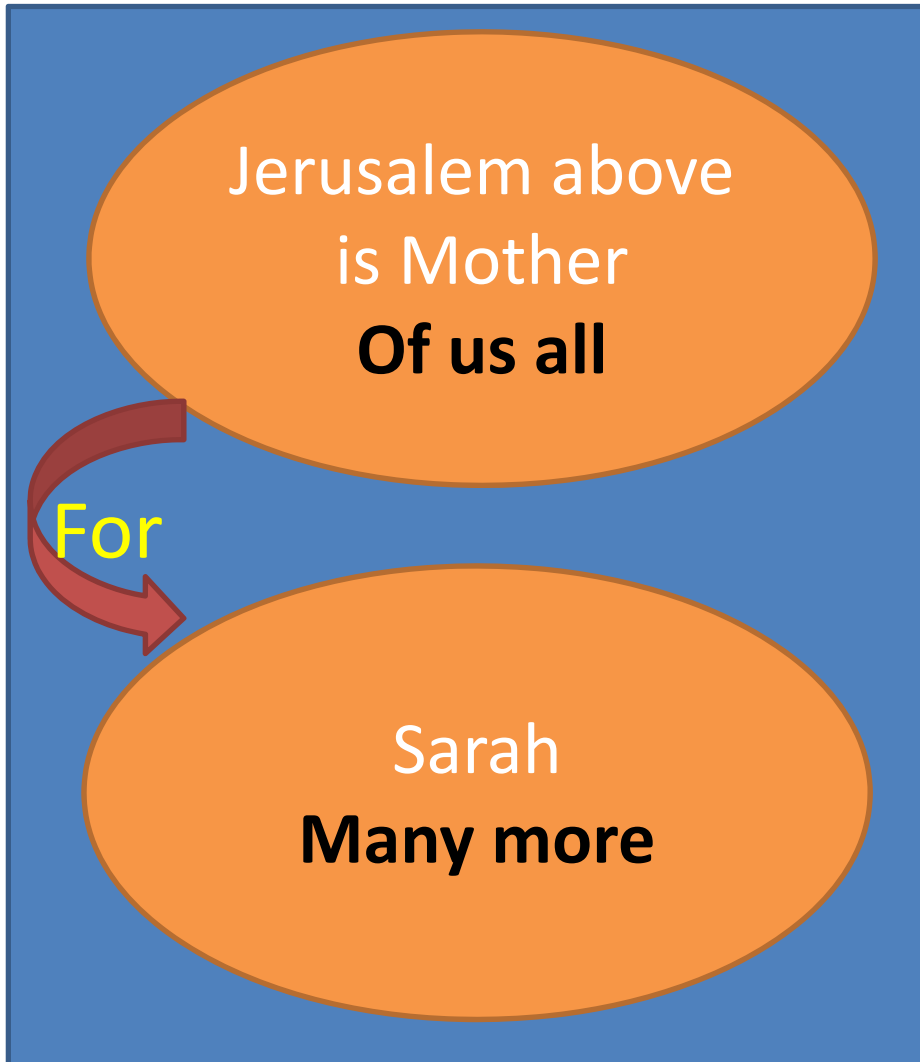 Jerusalem above
is Mother
Of us all
For
Sarah
Many more